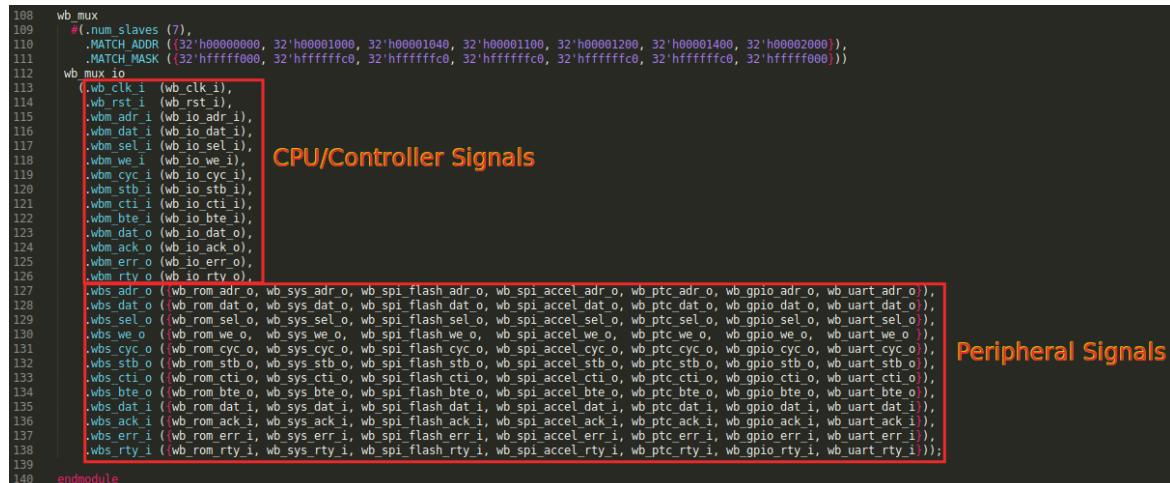 108 wb_mux
109 #(.num_slaves (7),
110 .MATCH_ADDR ({32'h00000000, 32'h00001000, 32'h00001040, 32'h00001100, 32'h00001200, 32'h00001400, 32'h00002000}),
111 .MATCH_MASK ({32'hfffff000, 32'hffffffc0, 32'hffffffc0, 32'hffffffc0, 32'hffffffc0, 32'hffffffc0, 32'hfffff000}))
112 wb_mux_io
113 (.wb_clk_i (wb_clk_i),
114 .wb_rst_i (wb_rst_i),
115 .wbm_adr_i (wb_io_adr_i),
116 .wbm_dat_i (wb_io_dat_i),
117 .wbm_sel_i (wb_io_sel_i),
118 .wbm_we_i (wb_io_we_i),
119 .wbm_cyc_i (wb_io_cyc_i),
120 .wbm_stb_i (wb_io_stb_i),
121 .wbm_cti_i (wb_io_cti_i),
122 .wbm_bte_i (wb_io_bte_i),
123 .wbm_dat_o (wb_io_dat_o),
124 .wbm_ack_o (wb_io_ack_o),
125 .wbm_err_o (wb_io_err_o),
126 .wbm_rty_o (wb_io_rty_o),
CPU/Controller Signals
127 .wbs_adr_o ({wb_rom_adr_o, wb_sys_adr_o, wb_spi_flash_adr_o, wb_spi_accel_adr_o, wb_ptc_adr_o, wb_gpio_adr_o, wb_uart_adr_o}),
128 .wbs_dat_o ({wb_rom_dat_o, wb_sys_dat_o, wb_spi_flash_dat_o, wb_spi_accel_dat_o, wb_ptc_dat_o, wb_gpio_dat_o, wb_uart_dat_o}),
129 .wbs_sel_o ({wb_rom_sel_o, wb_sys_sel_o, wb_spi_flash_sel_o, wb_spi_accel_sel_o, wb_ptc_sel_o, wb_gpio_sel_o, wb_uart_sel_o}),
130 .wbs_we_o ({wb_rom_we_o, wb_sys_we_o, wb_spi_flash_we_o, wb_spi_accel_we_o, wb_ptc_we_o, wb_gpio_we_o, wb_uart_we_o }),
131 .wbs_cyc_o ({wb_rom_cyc_o, wb_sys_cyc_o, wb_spi_flash_cyc_o, wb_spi_accel_cyc_o, wb_ptc_cyc_o, wb_gpio_cyc_o, wb_uart_cyc_o}),
132 .wbs_stb_o ({wb_rom_stb_o, wb_sys_stb_o, wb_spi_flash_stb_o, wb_spi_accel_stb_o, wb_ptc_stb_o, wb_gpio_stb_o, wb_uart_stb_o}),
133 .wbs_cti_o ({wb_rom_cti_o, wb_sys_cti_o, wb_spi_flash_cti_o, wb_spi_accel_cti_o, wb_ptc_cti_o, wb_gpio_cti_o, wb_uart_cti_o}),
134 .wbs_bte_o ({wb_rom_bte_o, wb_sys_bte_o, wb_spi_flash_bte_o, wb_spi_accel_bte_o, wb_ptc_bte_o, wb_gpio_bte_o, wb_uart_bte_o}),
135 .wbs_dat_i ({wb_rom_dat_i, wb_sys_dat_i, wb_spi_flash_dat_i, wb_spi_accel_dat_i, wb_ptc_dat_i, wb_gpio_dat_i, wb_uart_dat_i}),
136 .wbs_ack_i ({wb_rom_ack_i, wb_sys_ack_i, wb_spi_flash_ack_i, wb_spi_accel_ack_i, wb_ptc_ack_i, wb_gpio_ack_i, wb_uart_ack_i}),
137 .wbs_err_i ({wb_rom_err_i, wb_sys_err_i, wb_spi_flash_err_i, wb_spi_accel_err_i, wb_ptc_err_i, wb_gpio_err_i, wb_uart_err_i}),
138 .wbs_rty_i ({wb_rom_rty_i, wb_sys_rty_i, wb_spi_flash_rty_i, wb_spi_accel_rty_i, wb_ptc_rty_i, wb_gpio_rty_i, wb_uart_rty_i}));
Peripheral Signals
139
140 endmodule